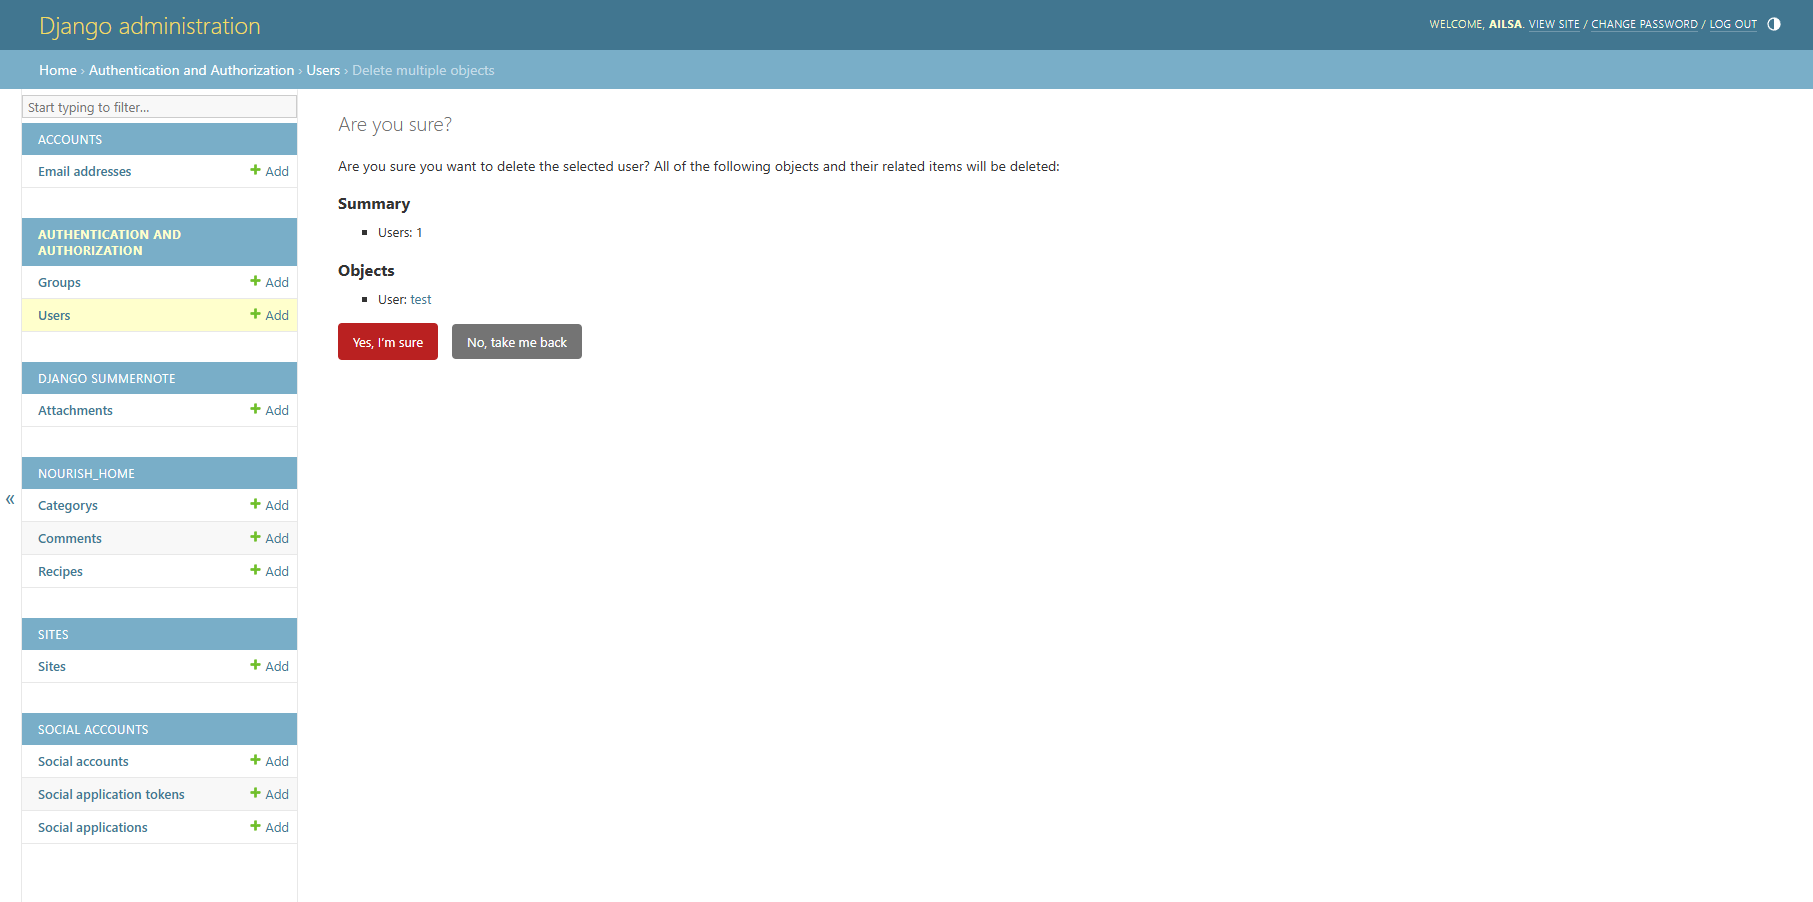 Django administration
WELCOME, AILSA. VIEW SITE / CHANGE PASSWORD / LOG OUT
Home › Authentication and Authorization › Users › Delete multiple objects
Start typing to filter...
ACCOUNTS
Email addresses
Add
AUTHENTICATION AND
AUTHORIZATION
Groups
Add
Users
Add
DJANGO SUMMERNOTE
Attachments
Add
NOURISH_HOME
Categorys
Add
Comments
Add
Recipes
Add
SITES
Sites
Add
SOCIAL ACCOUNTS
Social accounts
Add
Social application tokens
Add
Social applications
Add
«
Are you sure?
Are you sure you want to delete the selected user? All of the following objects and their related items will be deleted:
Summary
Users: 1
Objects
User: test
Yes, I’m sure
No, take me back